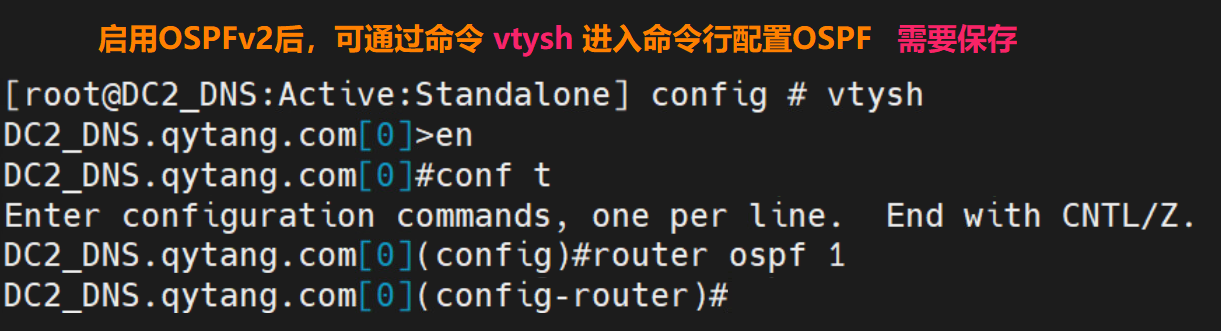 启用OSPFv2后，可通过命令 vtysh 进入命令行配置OSPF 需要保存
[root@DC2_DNS:Active:Standalone] config # vtysh
DC2_DNS.qytang.com[0]>en
DC2_DNS.qytang.com[0]#conf t
Enter configuration commands, one per line.  End with CNTL/Z.
DC2_DNS.qytang.com[0](config)#router ospf 1
DC2_DNS.qytang.com[0](config-router)#